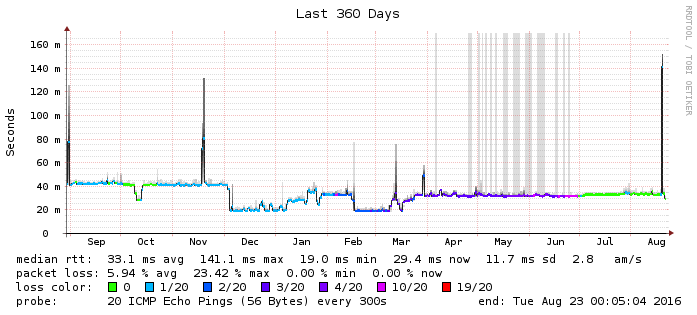 Last 360 Days
RRDTOOL / TOBI OETIKER
Seconds
160 m
140 m
120 m
100 m
80 m
60 m
40 m
20 m
0
Sep Oct Nov Dec Jan Feb Mar Apr May Jun Jul Aug
median rtt: 33.1 ms avg 141.1 ms max 19.0 ms min 29.4 ms now 11.7 ms sd 2.8 am/s
packet loss: 5.94 % avg 23.42 % max 0.00 % min 0.00 % now
loss color: 0 1/20 2/20 3/20 4/20 10/20 19/20
probe: 20 ICMP Echo Pings (56 Bytes) every 300s end: Tue Aug 23 00:05:04 2016